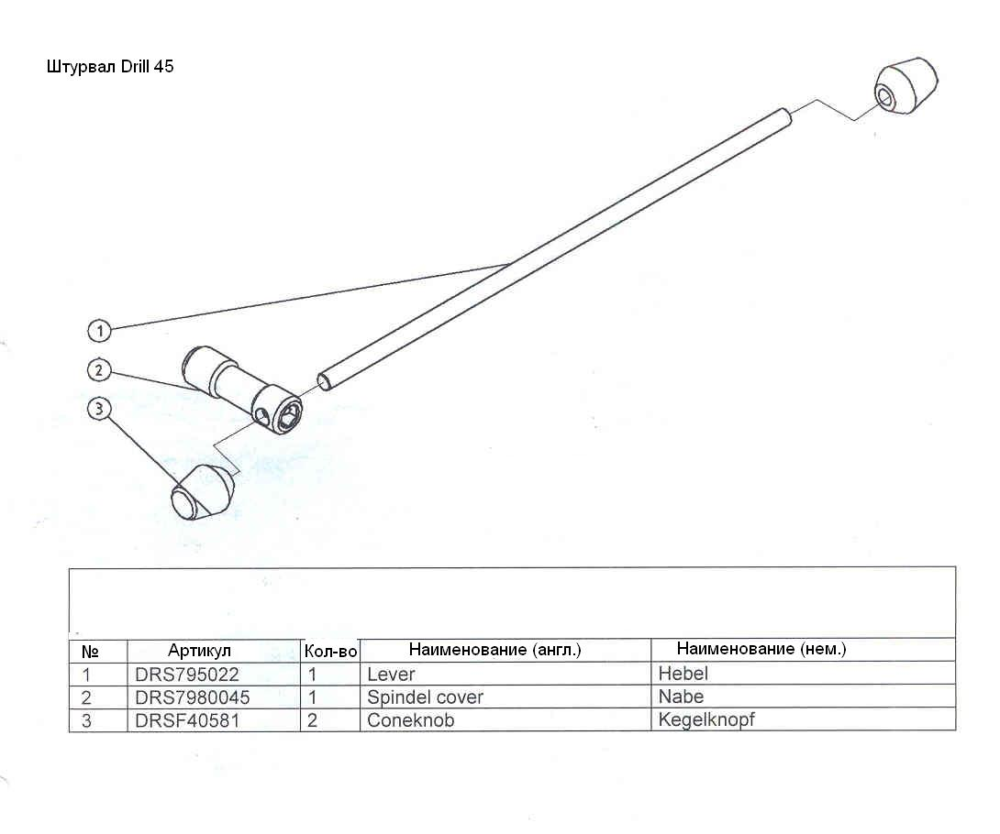 Штурвал Drill 45
1
2
3
№ Артикул Кол-во Наименование (англ.) Наименование (нем.)
1 DRS795022 1 Lever Hebel
2 DRS7980045 1 Spindel cover Nabe
3 DRSF40581 2 Coneknob Kegelknopf